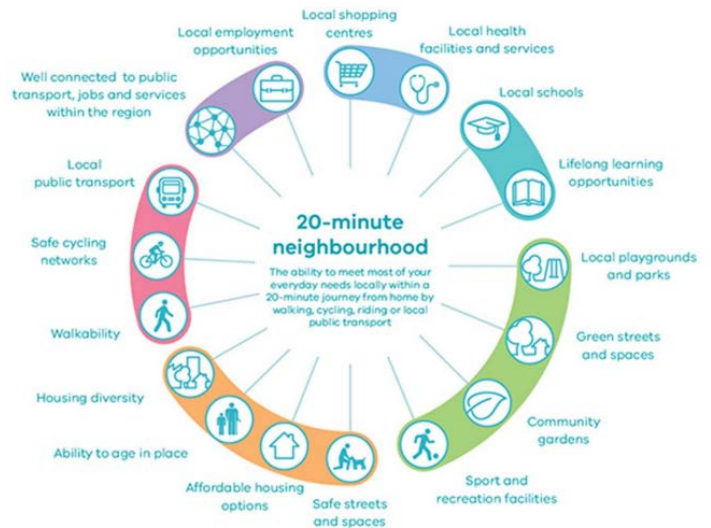 20-minute
neighbourhood
The ability to meet most of your
everyday needs locally within a
20-minute journey from home by
walking, cycling, riding or local
public transport
Local shopping
centres
Local health
facilities and services
Local schools
Lifelong learning
opportunities
Local playgrounds
and parks
Green streets
and spaces
Community
gardens
Sport and
recreation facilities
Safe streets
and spaces
Affordable housing
options
Ability to age in place
Housing diversity
Walkability
Safe cycling
networks
Local
public transport
Well connected to public
transport, jobs and services
within the region
Local employment
opportunities